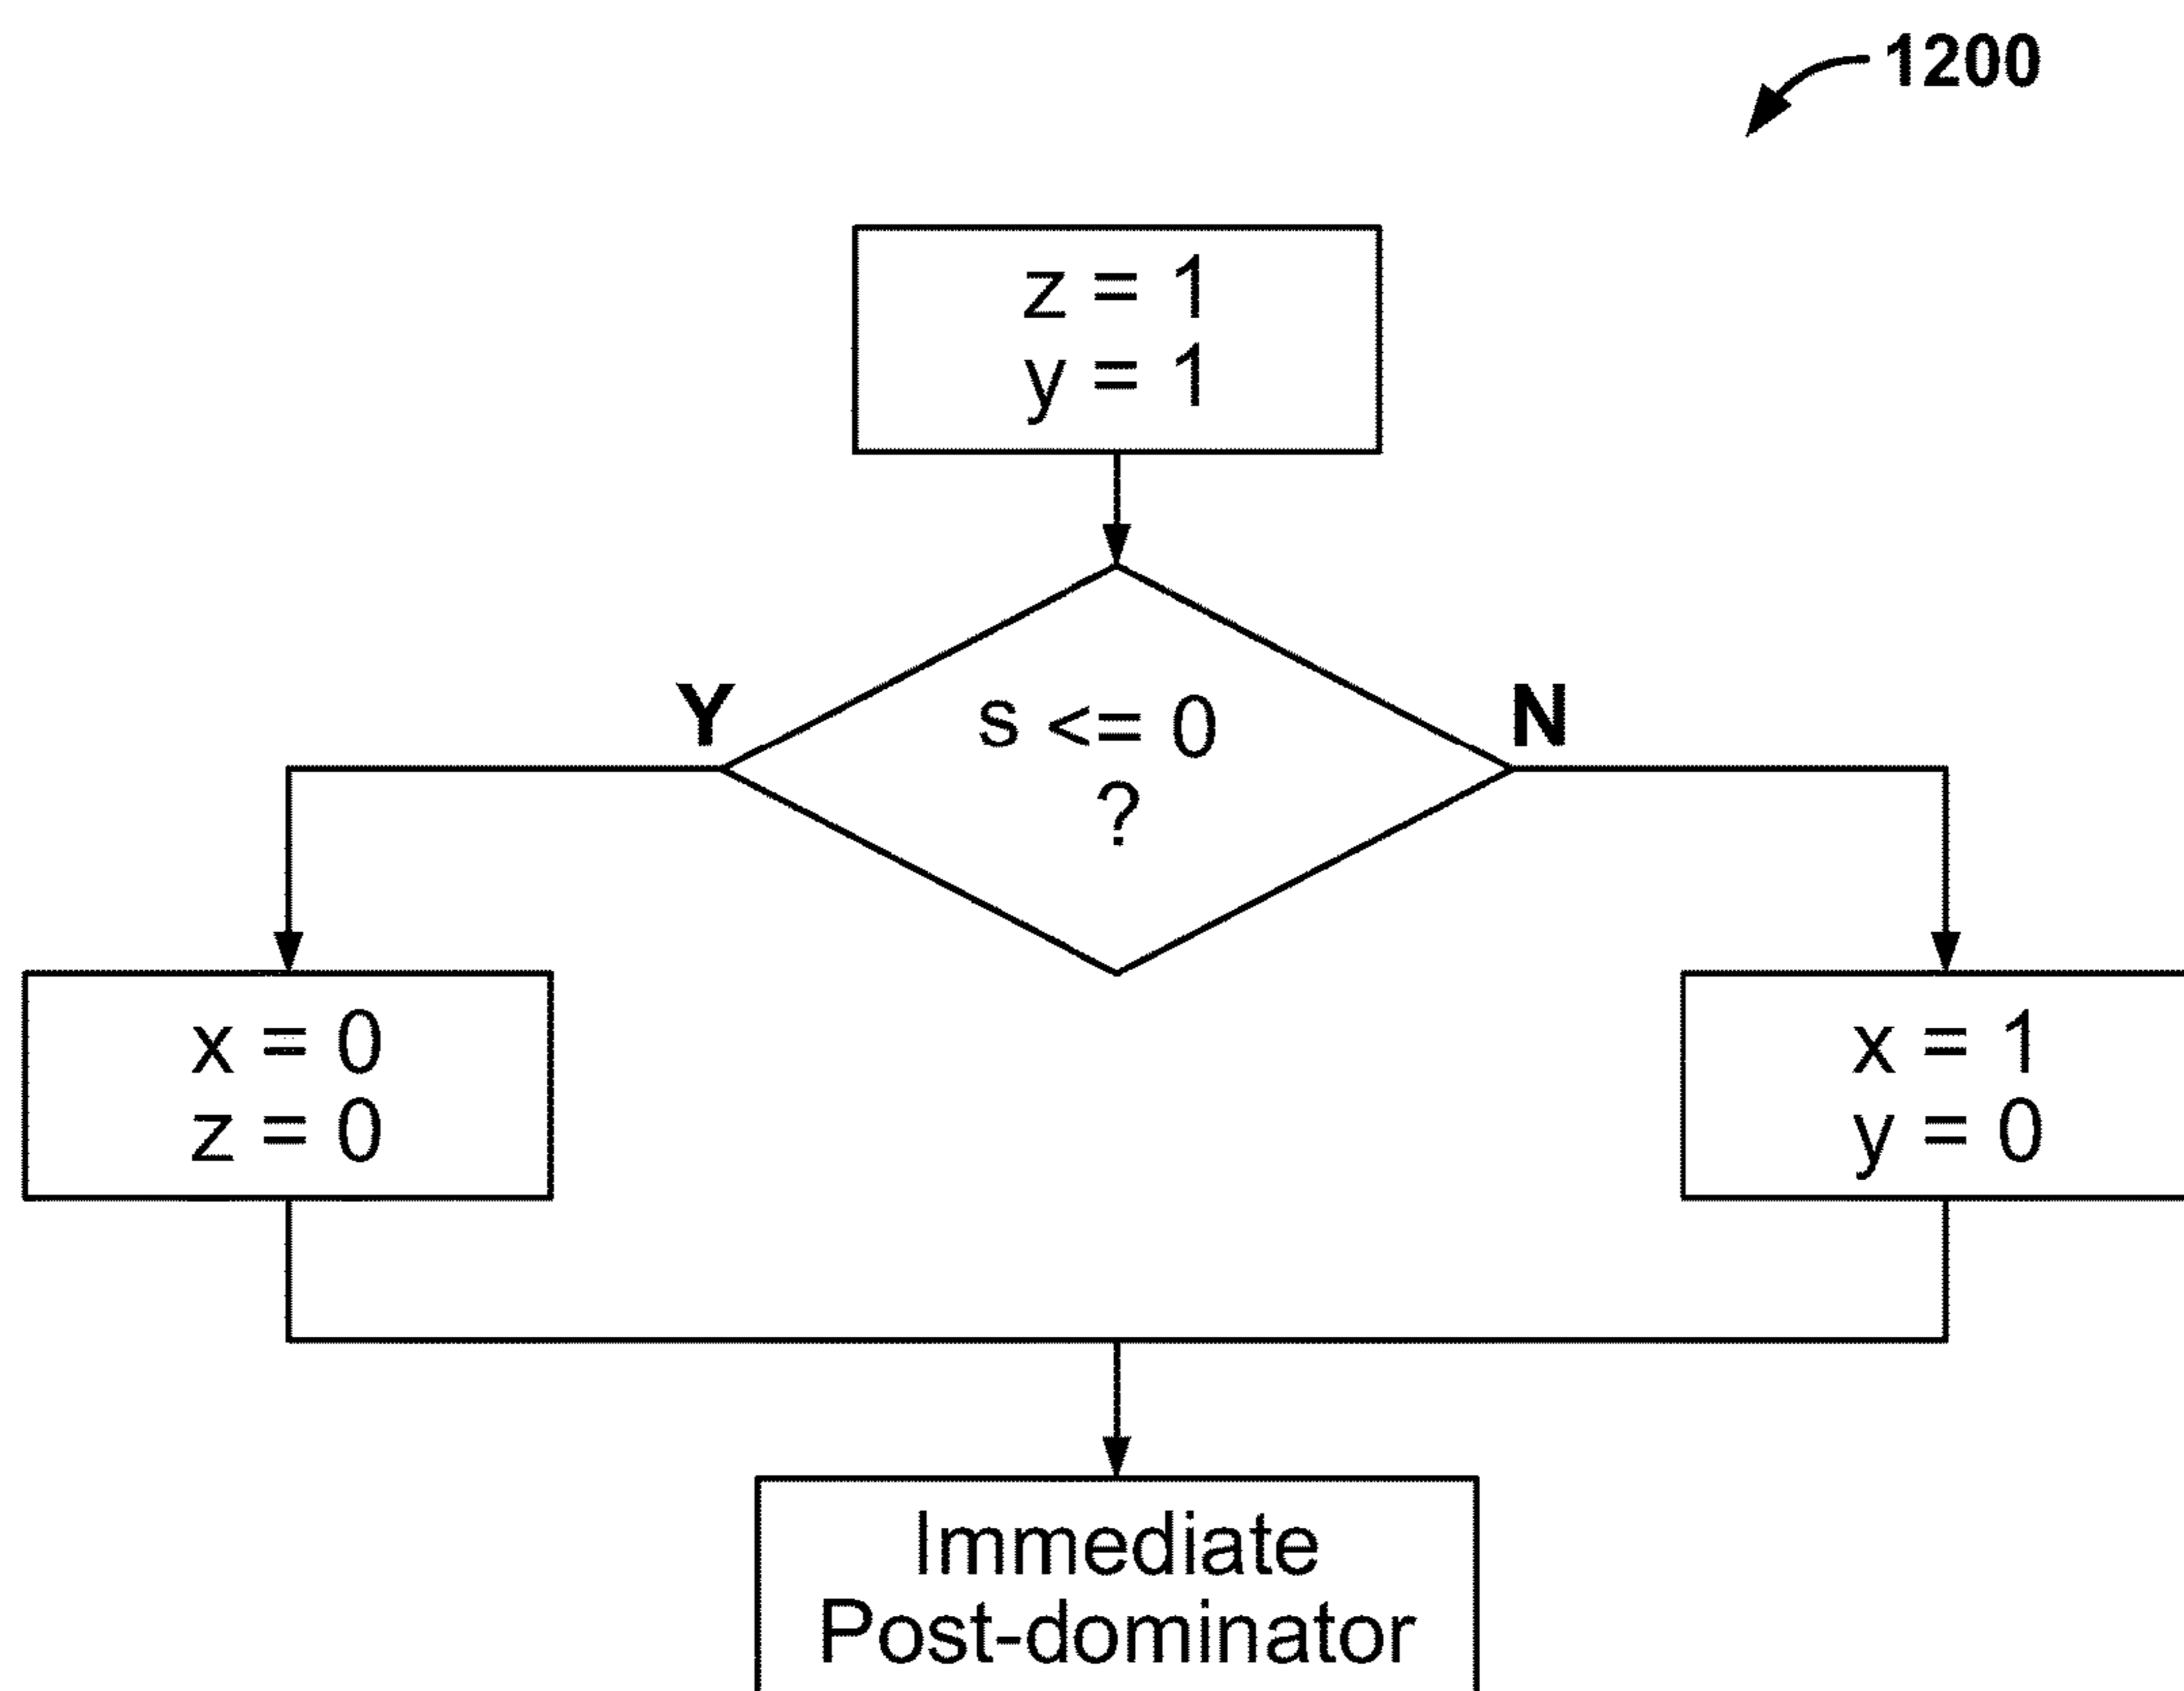 1200
z = 1
y = 1
Y
s <= 0
?
N
x = 0
z = 0
x = 1
y = 0
Immediate
Post-dominator